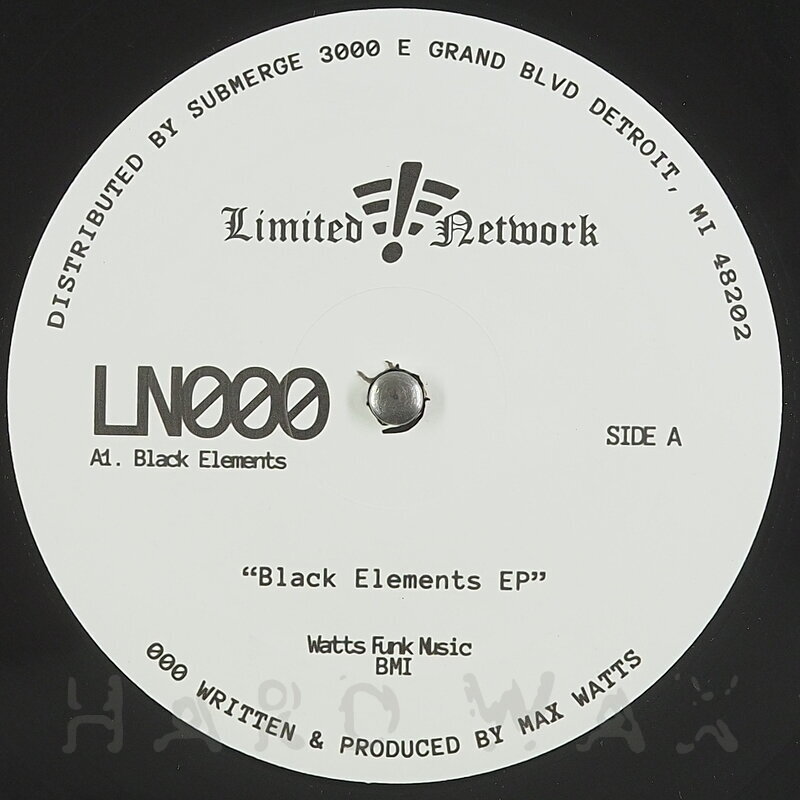 DISTRIBUTED BY SUBMERGE 3000 E GRAND BLVD DETROIT, MI 48202
Limited Network
LN000
A1. Black Elements
SIDE A
“Black Elements EP”
Watts Funk Music
BMI
000 WRITTEN & PRODUCED BY MAX WATTS
HARD WAX